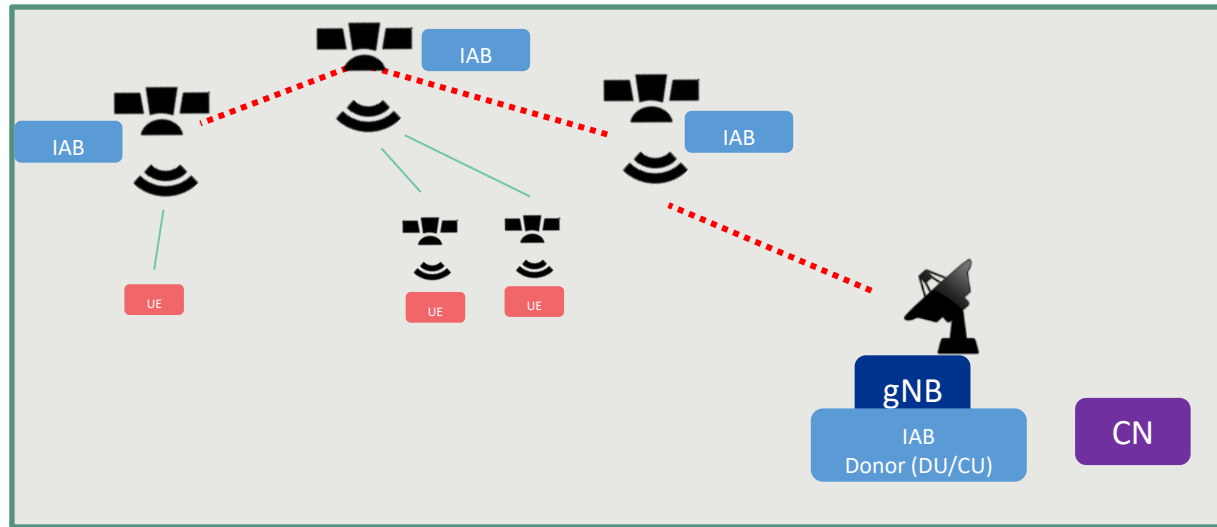 IAB
IAB
IAB
UE
UE
UE
gNB
IAB
Donor (DU/CU)
CN